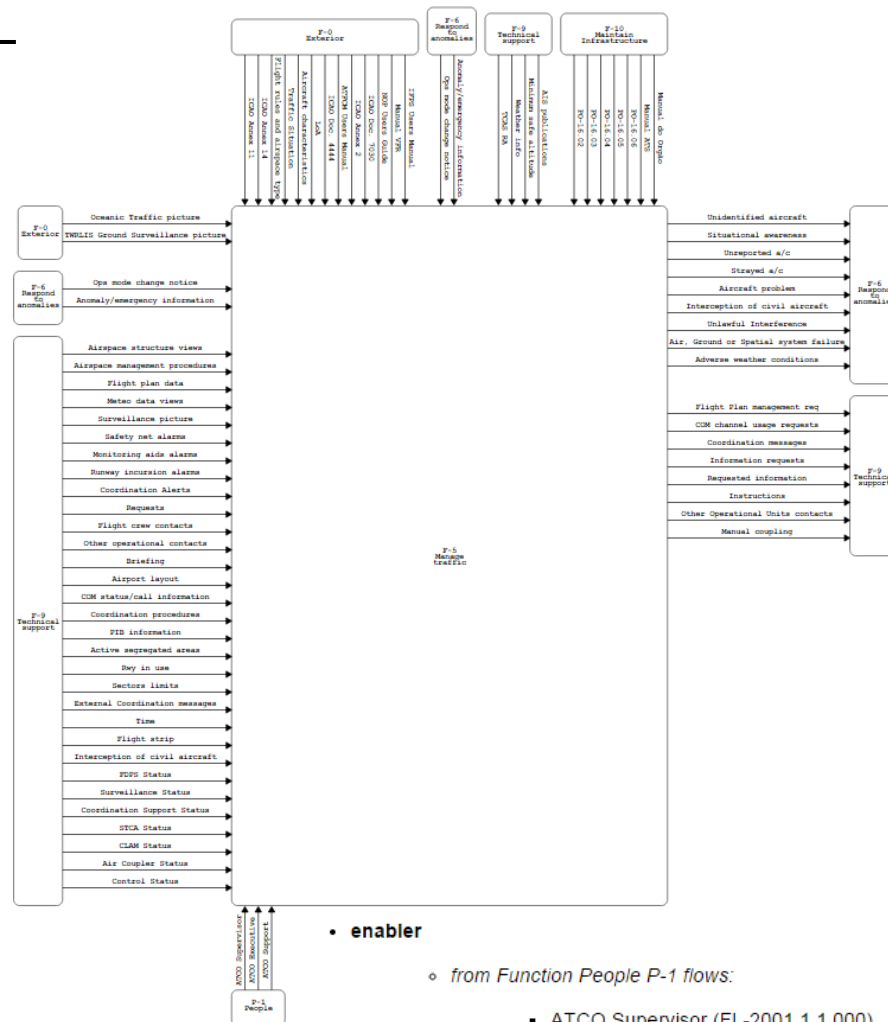 F-0
Exterior
F-6
Respond
to
anomalies
F-9
Technical
support
F-10
Maintain
Infrastructure
ICAO Annex 11
ICAO Annex 14
Flight rules and airspace type
Traffic Situation
Aircraft characteristics
LoA
ICAO Doc. 4444
ATFCM Users Manual
ICAO Annex 2
ICAO Doc. 7030
NOP Users Guide
Manual VFR
IFPS Users Manual
Ops mode change notice
Anomaly/emergency information
TCAS RA
Weather info
Minimum safe altitude
AIS publications
PO-16.02
PO-16.03
PO-16.04
PO-16.05
PO-16.06
Manual ATS
Manual do Orgão
F-0
Exterior
Oceanic Traffic picture
TWRLIS Ground Surveillance picture
F-6
Respond
to
anomalies
Ops mode change notice
Anomaly/emergency information
F-9
Technical
support
Airspace structure views
Airspace management procedures
Flight plan data
Meteo data views
Surveillance picture
Safety net alarms
Monitoring aids alarms
Runway incursion alarms
Coordination Alerts
Requests
Flight crew contacts
Other operational contacts
Briefing
Airport layout
COM status/call information
Coordination procedures
PIB information
Active segregated areas
Rwy in use
Sectors limits
External Coordination messages
Time
Flight strip
Interception of civil aircraft
FDPS Status
Surveillance Status
Coordination Support Status
STCA Status
CLAM Status
Air Coupler Status
Control Status
F-5
Manage
traffic
Unidentified aircraft
Situational awareness
Unreported a/c
Strayed a/c
Aircraft problem
Interception of civil aircraft
Unlawful Interference
Air, Ground or Spatial system failure
Adverse weather conditions
F-6
Respond
to
anomalies
Flight Plan management req
COM channel usage requests
Coordination messages
Information requests
Requested information
Instructions
Other Operational Units contacts
Manual coupling
F-9
Technical
support
ATCO Supervisor
ATCO Executive
ATCO Support
P-1
People
• enabler
from Function People P-1 flows:
ATCO Supervisor (FL-2001.1.1.000)